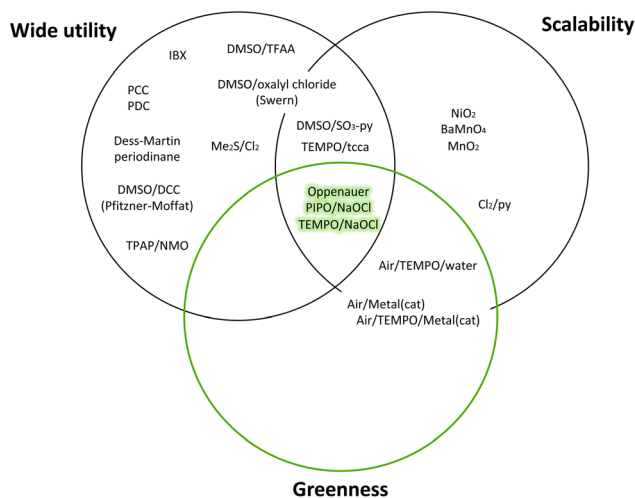 Wide utility
Scalability
IBX
DMSO/TFAA
PCC
PDC
DMSO/oxalyl chloride
(Swern)
Dess-Martin
periodinane
Me₂S/Cl₂
DMSO/SO₃-py
TEMPO/tcca
NiO₂
BaMnO₄
MnO₂
DMSO/DCC
(Pfitzner-Moffat)
Oppenauer
PIPO/NaOCl
TEMPO/NaOCl
Cl₂/py
TPAP/NMO
Air/TEMPO/water
Air/Metal(cat)
Air/TEMPO/Metal(cat)
Greenness